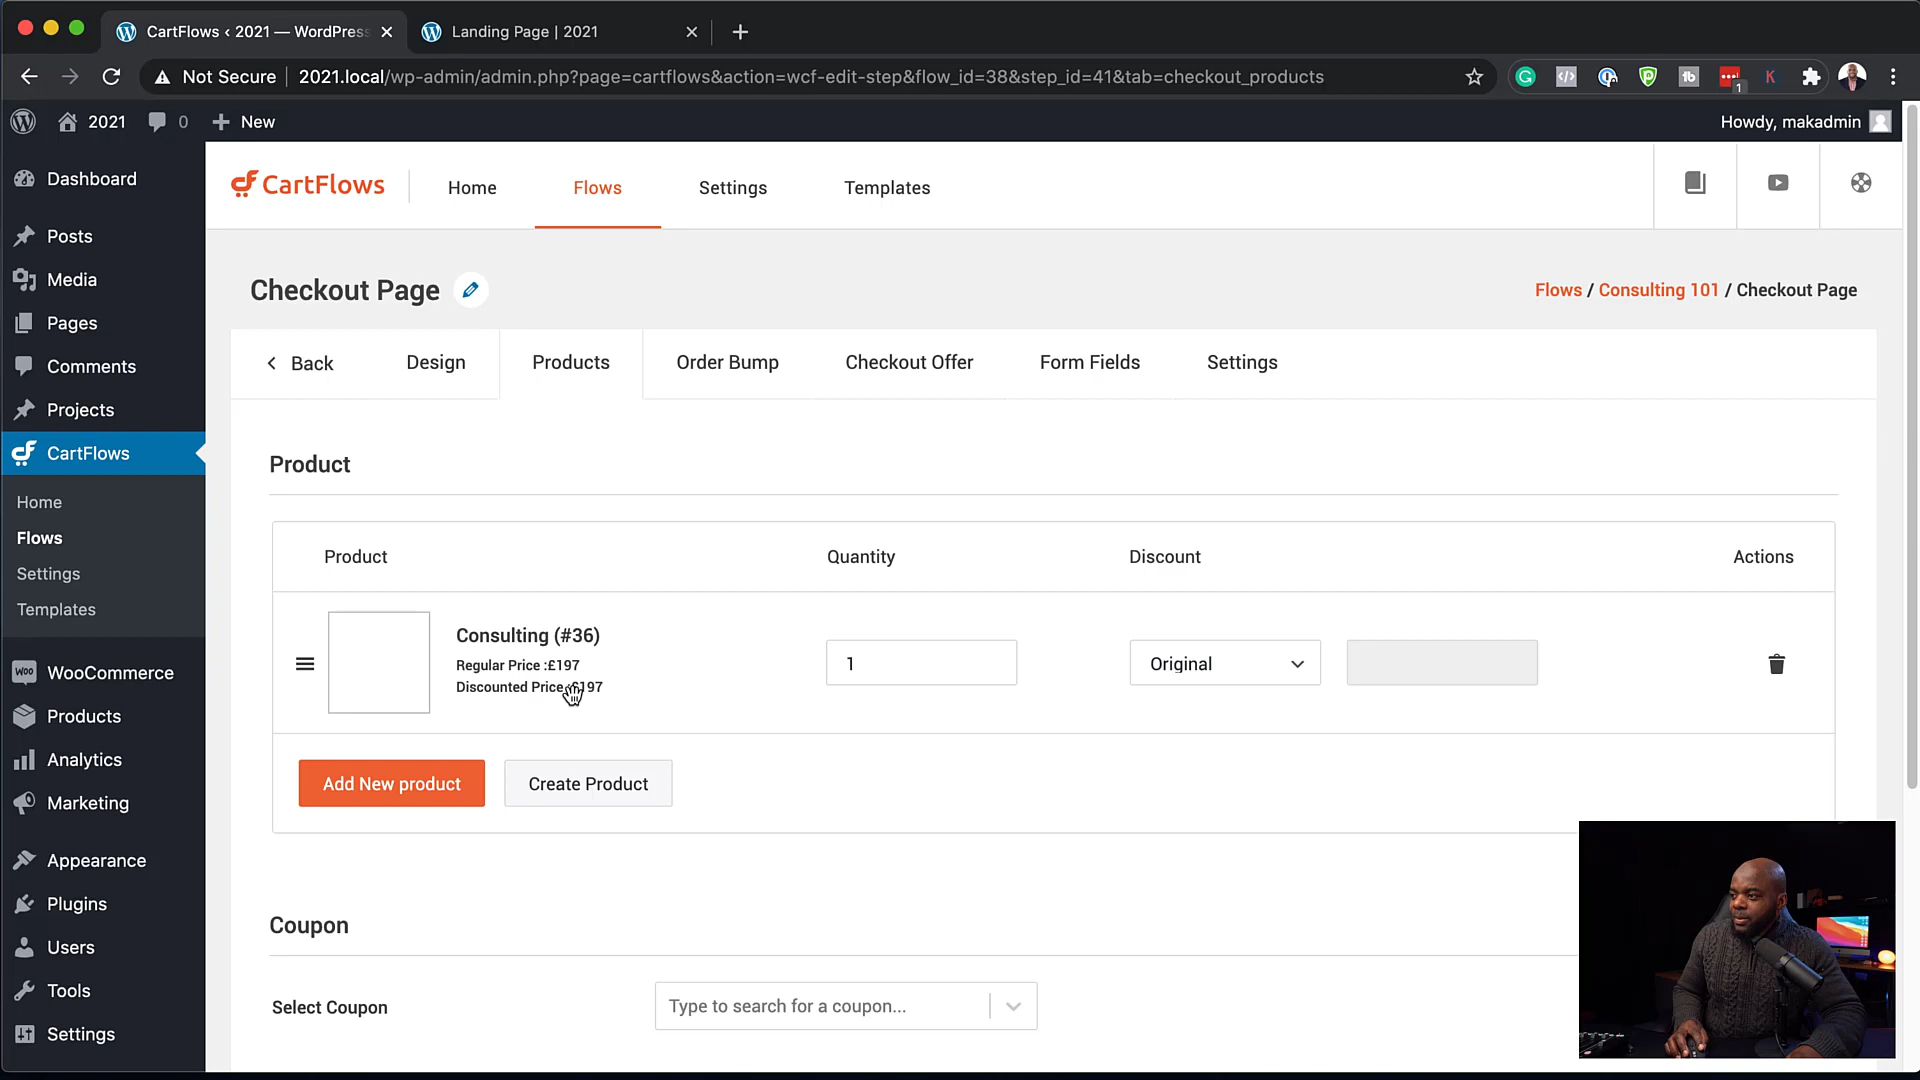 CartFlows ‹ 2021 — WordPress
Landing Page | 2021
Not Secure
2021.local/wp-admin/admin.php?page=cartflows&action=wcf-edit-step&flow_id=38&step_id=41&tab=checkout_products
1
2021
0
New
Howdy, makadmin
Dashboard
Posts
Media
Pages
Comments
Projects
CartFlows
Home
Flows
Settings
Templates
WooCommerce
Products
Analytics
Marketing
Appearance
Plugins
Users
Tools
Settings
CartFlows
Home
Flows
Settings
Templates
Checkout Page
Flows / Consulting 101 / Checkout Page
Back
Design
Products
Order Bump
Checkout Offer
Form Fields
Settings
Product
Product
Quantity
Discount
Actions
Consulting (#36)
Regular Price :£197
Discounted Price :£197
1
Original
Add New product
Create Product
Coupon
Select Coupon
Type to search for a coupon...